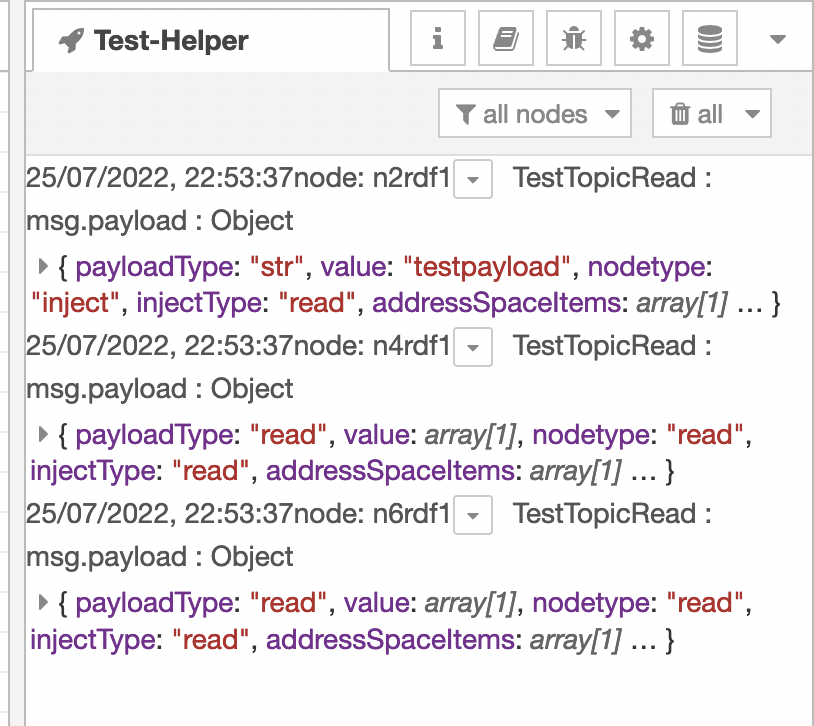 Test-Helper
all nodes all
25/07/2022, 22:53:37node: n2rdf1 TestTopicRead :
msg.payload : Object
{ payloadType: "str", value: "testpayload", nodetype:
"inject", injectType: "read", addressSpaceItems: array[1] … }
25/07/2022, 22:53:37node: n4rdf1 TestTopicRead :
msg.payload : Object
{ payloadType: "read", value: array[1], nodetype: "read",
injectType: "read", addressSpaceItems: array[1] … }
25/07/2022, 22:53:37node: n6rdf1 TestTopicRead :
msg.payload : Object
{ payloadType: "read", value: array[1], nodetype: "read",
injectType: "read", addressSpaceItems: array[1] … }